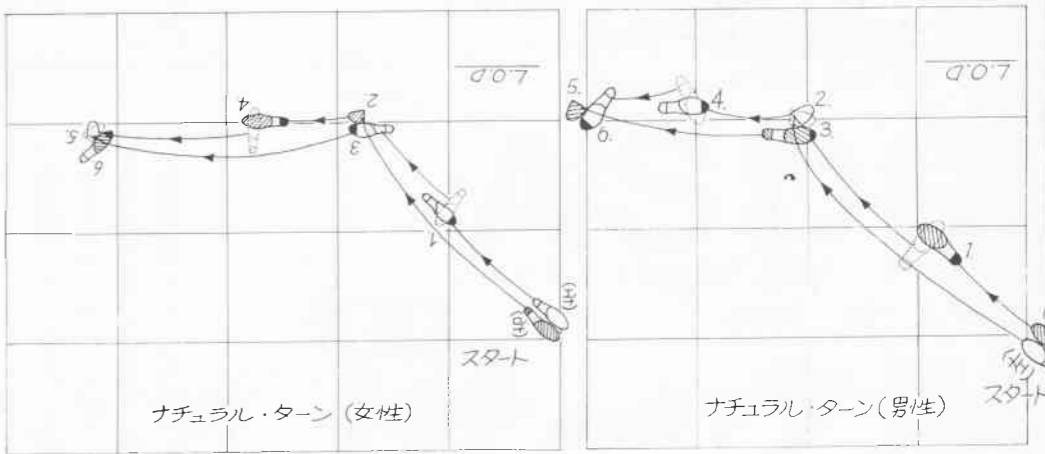 L.O.D
2.
3
4
5.
6
1.
(右)
(左)
スタート
ナチュラル・ターン (女性)
L.O.D
5.
6.
4.
2.
3.
1.
スタート
ナチュラル・ターン(男性)